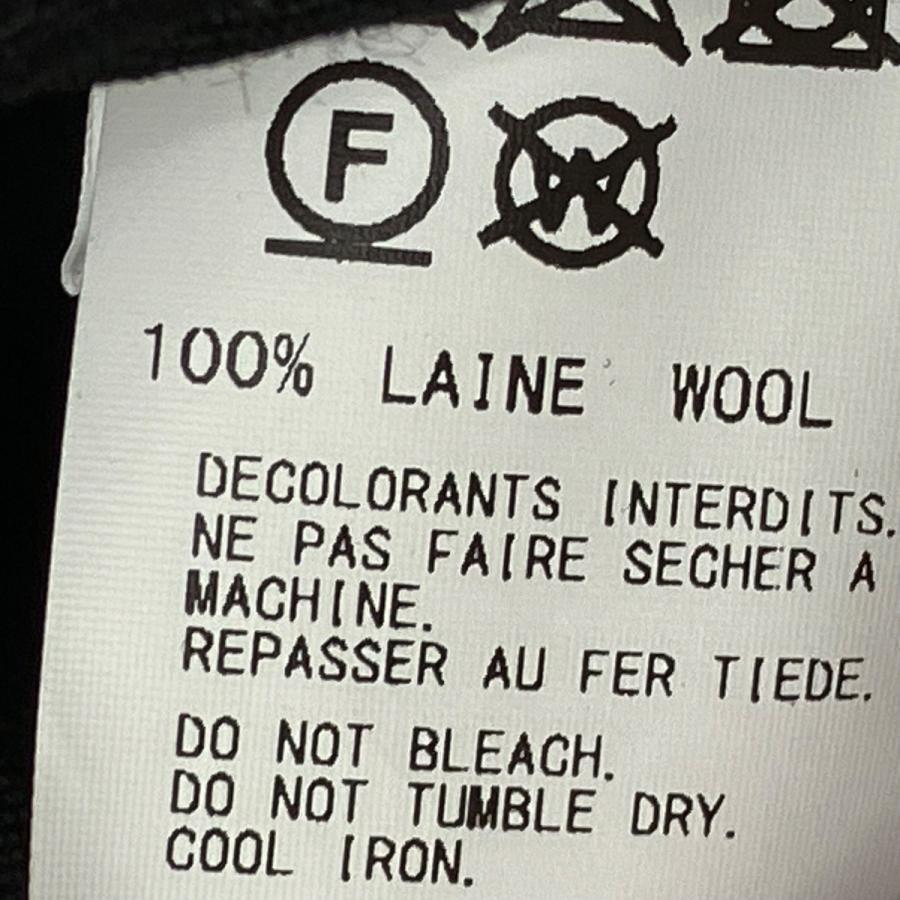 F W
100% LAINE WOOL
DECOLORANTS INTERDITS.
NE PAS FAIRE SECHER A
MACHINE.
REPASSER AU FER TIEDE.
DO NOT BLEACH.
DO NOT TUMBLE DRY.
COOL IRON.